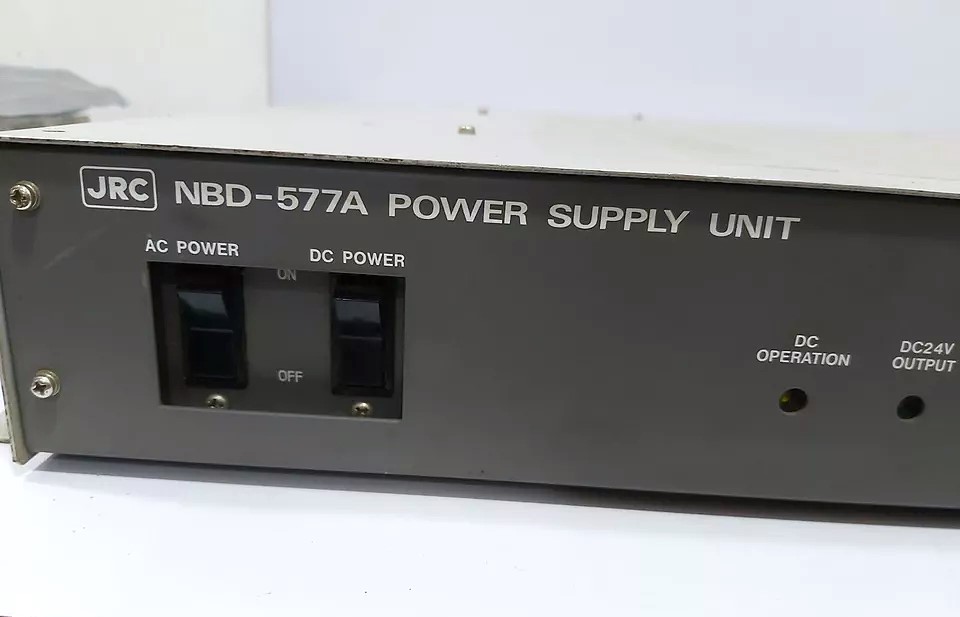 JRC NBD-577A POWER SUPPLY UNIT
AC POWER
DC POWER
ON
OFF
DC
OPERATION
DC24V
OUTPUT